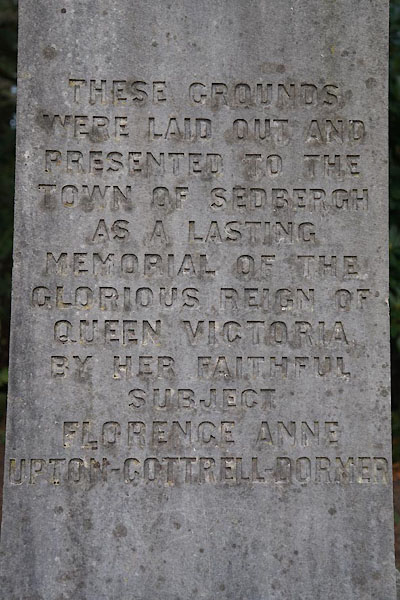 THESE GROUNDS
WERE LAID OUT AND
PRESENTED TO THE
TOWN OF SEDBERGH
AS A LASTING
MEMORIAL OF THE
GLORIOUS REIGN OF
QUEEN VICTORIA
BY HER FAITHFUL
SUBJECT
FLORENCE ANNE
UPTON-COTTRELL-DORMER